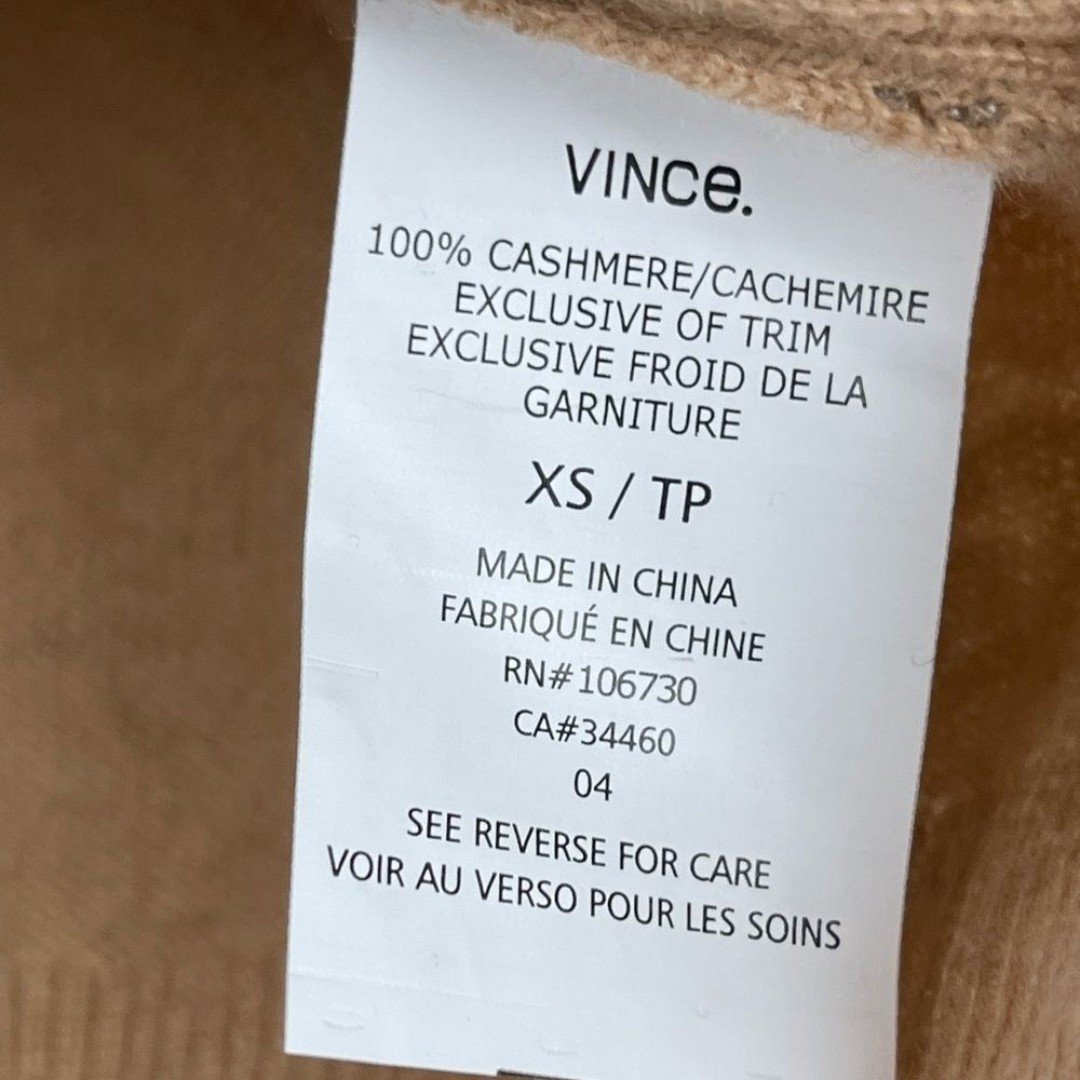 VINCe.
100% CASHMERE/CACHEMIRE
EXCLUSIVE OF TRIM
EXCLUSIVE FROID DE LA
GARNITURE
XS / TP
MADE IN CHINA
FABRIQUÉ EN CHINE
RN#106730
CA#34460
04
SEE REVERSE FOR CARE
VOIR AU VERSO POUR LES SOINS